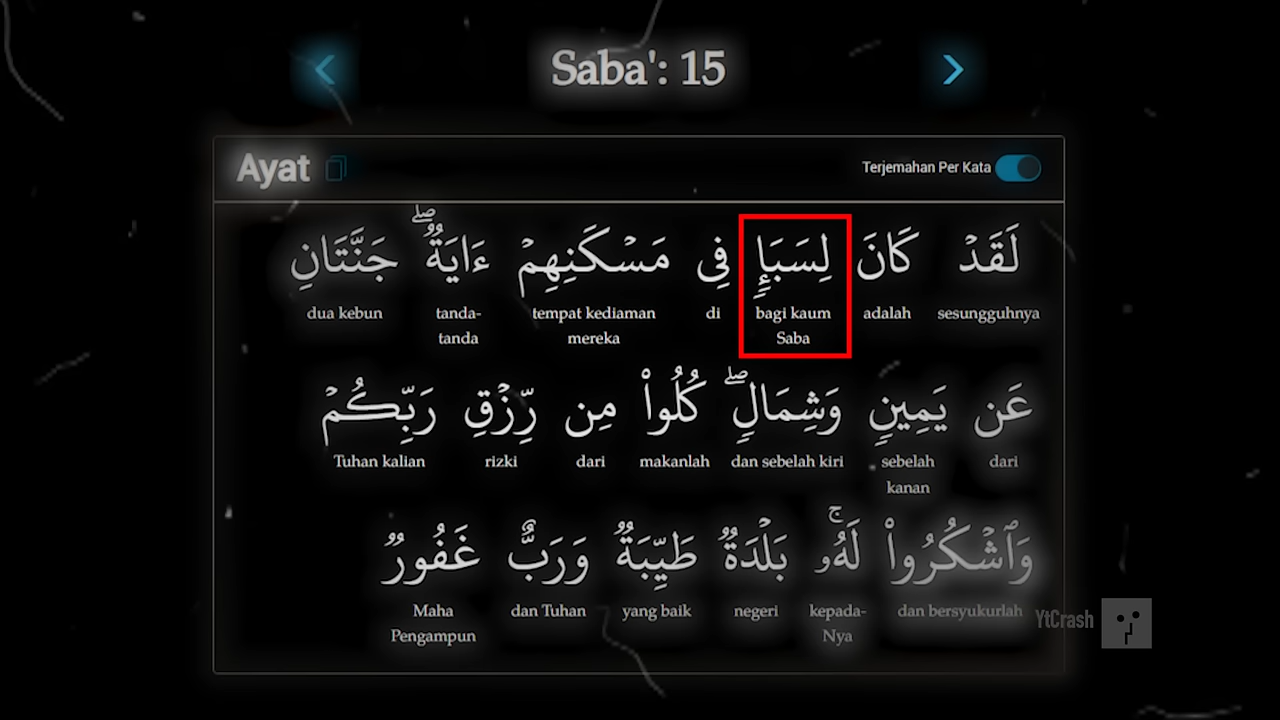 Saba': 15
Ayat
Terjemahan Per Kata
لَقَدۡ كَانَ لِسَبَإٖ فِي مَسۡكَنِهِمۡ ءَايَةٞۖ جَنَّتَانِ
sesungguhnya adalah bagi kaum Saba di tempat kediaman mereka tanda-tanda dua kebun
عَن يَمِينٖ وَشِمَالٖۖ كُلُواْ مِن رِّزۡقِ رَبِّكُمۡ
dari sebelah kanan dan sebelah kiri makanlah dari rizki Tuhan kalian
وَٱشۡكُرُواْ لَهُۥۚ بَلۡدَةٞ طَيِّبَةٞ وَرَبٌّ غَفُورٞ
dan bersyukurlah kepada-Nya negeri yang baik dan Tuhan Maha Pengampun
YtCrash